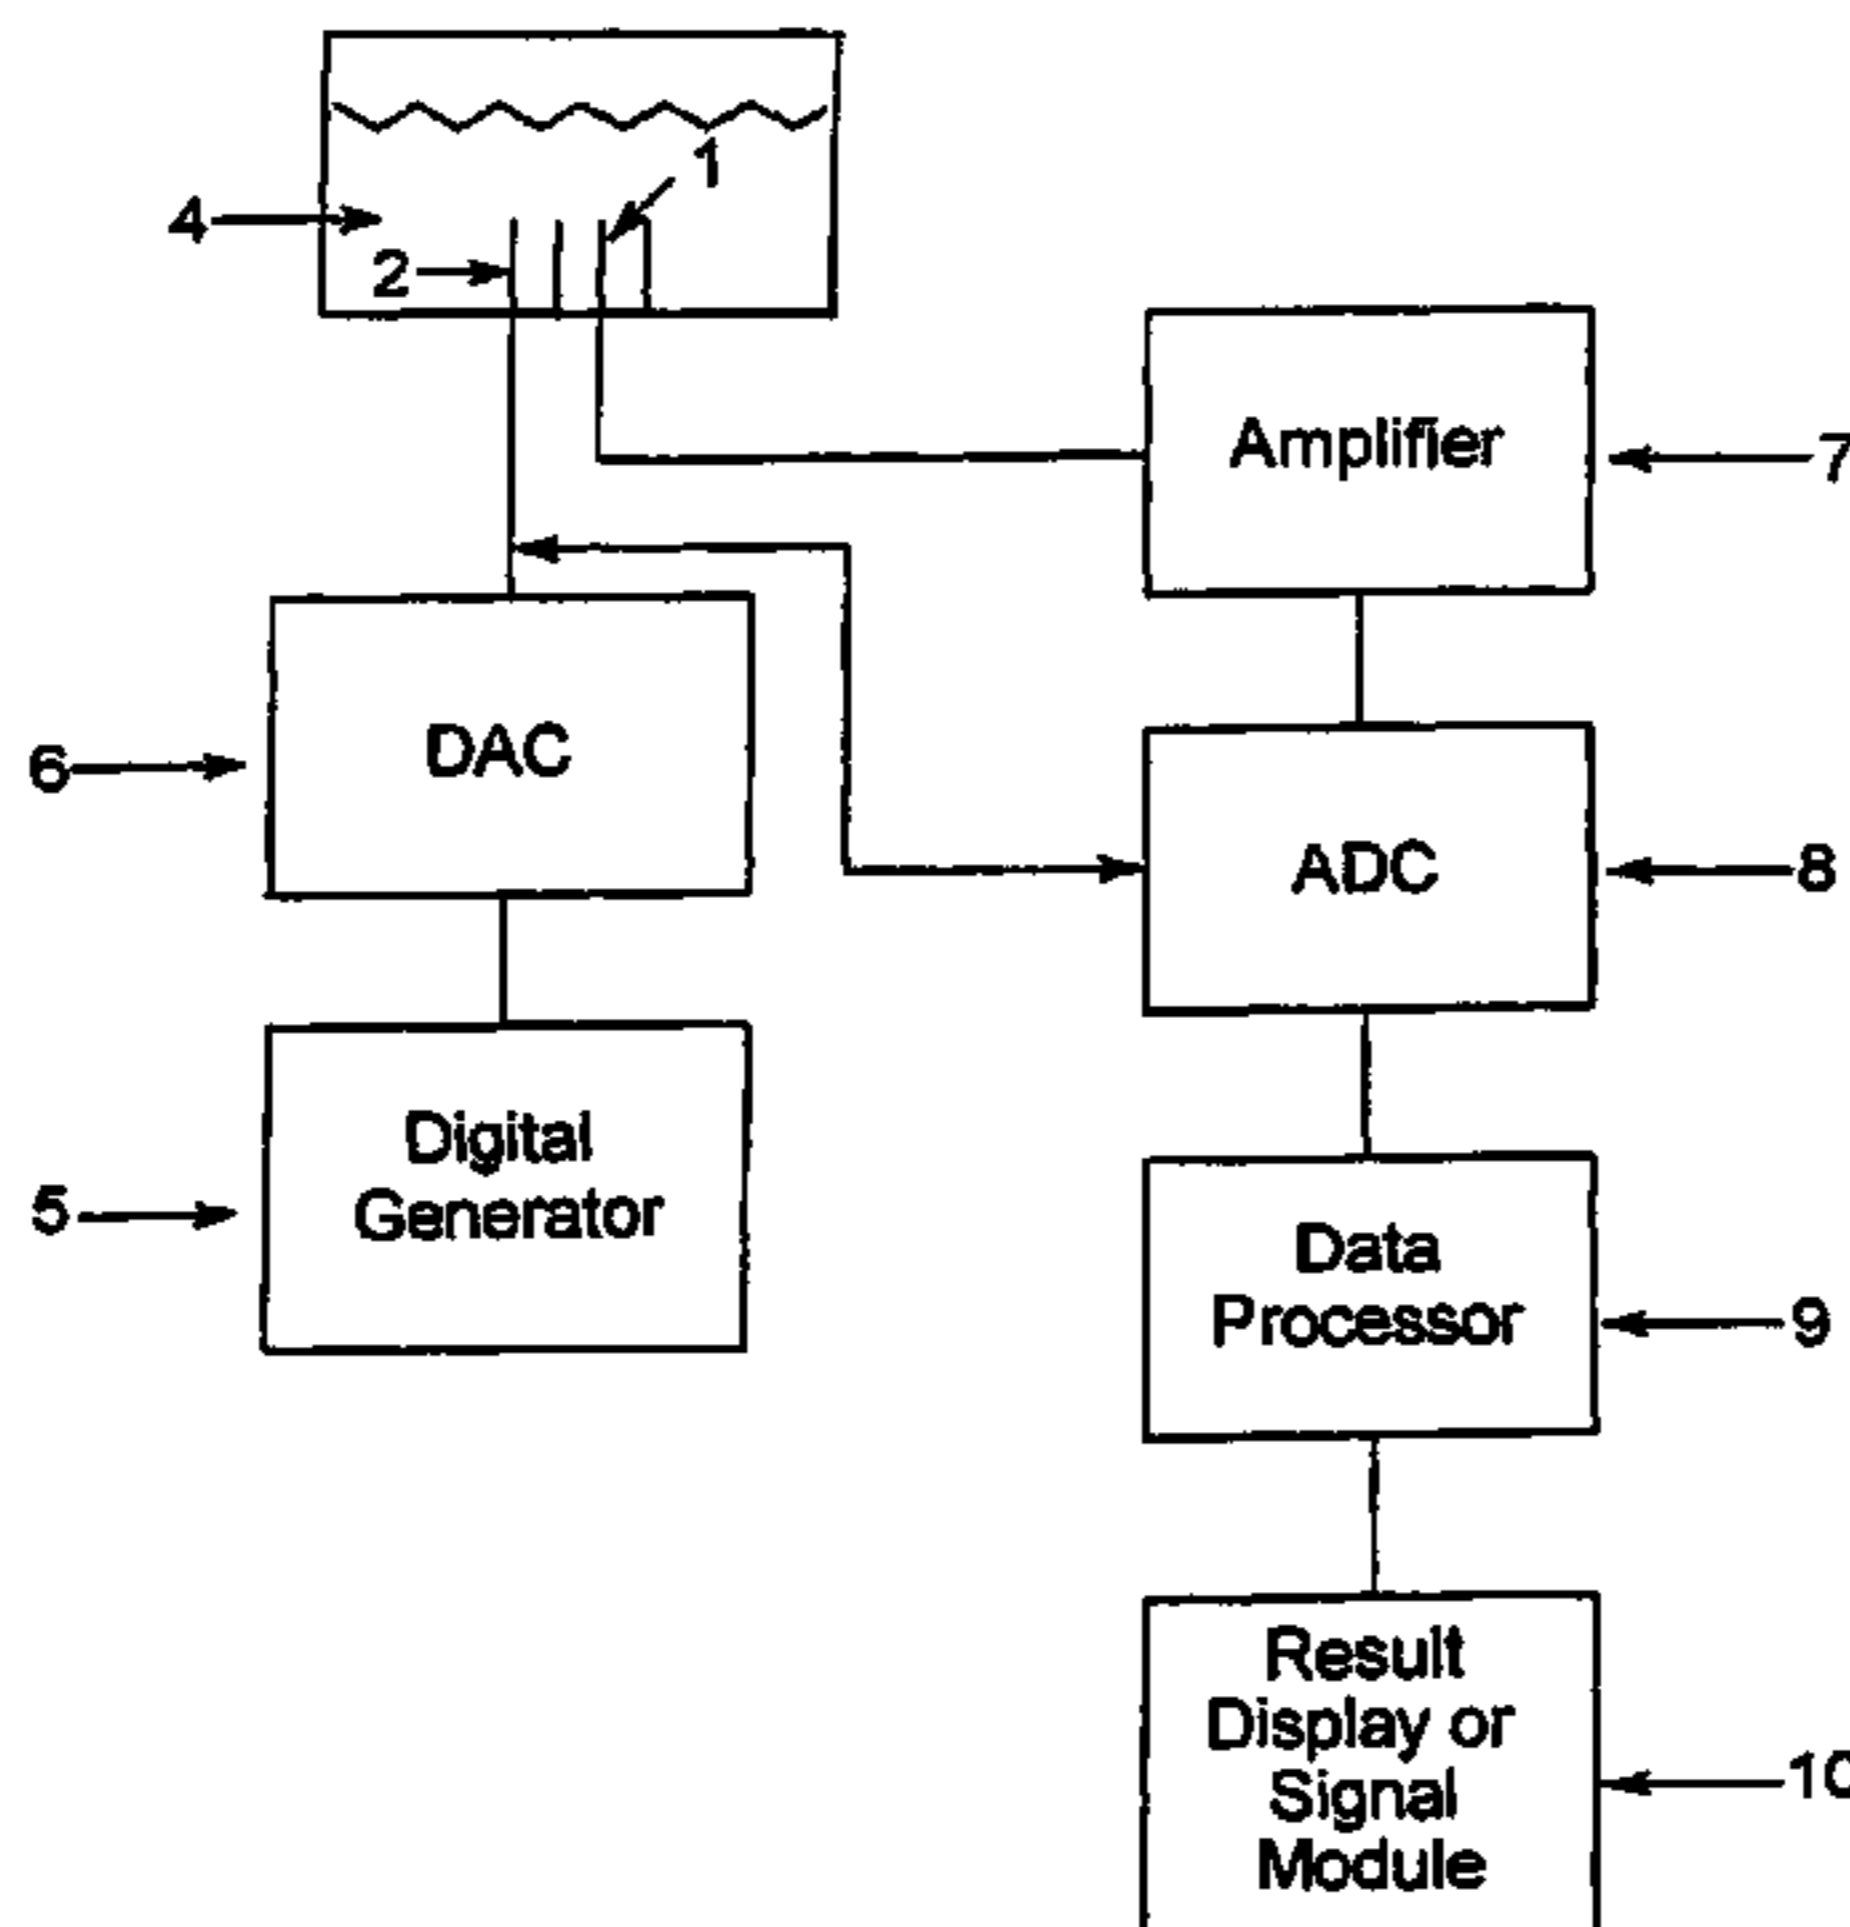 1
4
2
Amplifier
7
DAC
6
ADC
8
Digital
Generator
5
Data
Processor
9
Result
Display or
Signal
Module
10